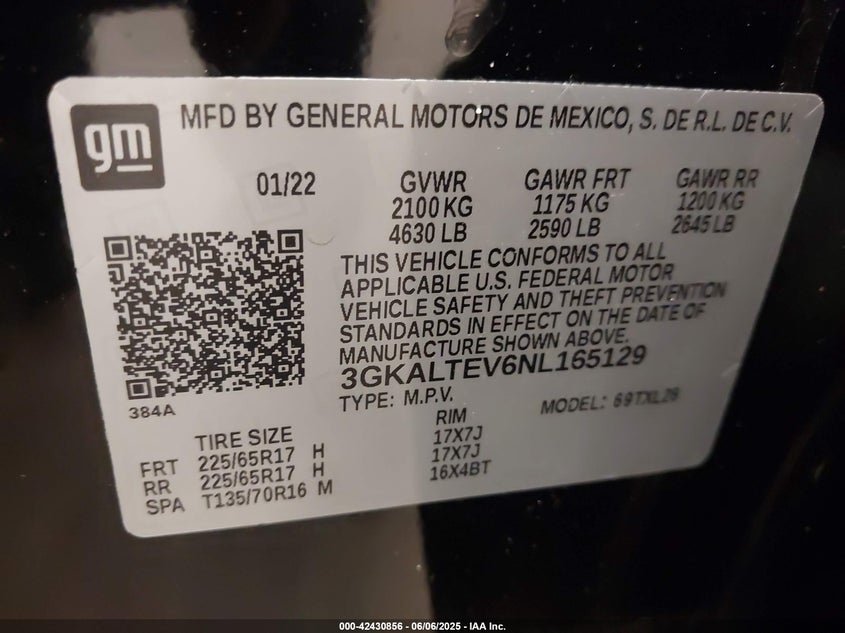 gm
MFD BY GENERAL MOTORS DE MEXICO, S. DE R.L. DE C.V.
01/22 GVWR GAWR FRT GAWR RR
2100 KG 1175 KG 1200 KG
4630 LB 2590 LB 2645 LB
THIS VEHICLE CONFORMS TO ALL
APPLICABLE U.S. FEDERAL MOTOR
VEHICLE SAFETY AND THEFT PREVENTION
STANDARDS IN EFFECT ON THE DATE OF
MANUFACTURE SHOWN ABOVE.
3GKALTEV6NL165129
TYPE: M.P.V. MODEL: 69TXL26
384A
TIRE SIZE RIM
FRT 225/65R17 H 17X7J
RR 225/65R17 H 17X7J
SPA T135/70R16 M 16X4BT
000-42430856 - 06/06/2025 - IAA Inc.